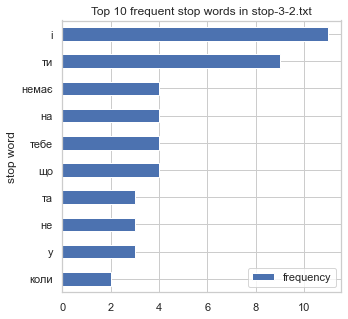 Top 10 frequent stop words in stop-3-2.txt
і
ти
немає
на
тебе
що
та
не
у
коли
stop word
frequency
0 2 4 6 8 10